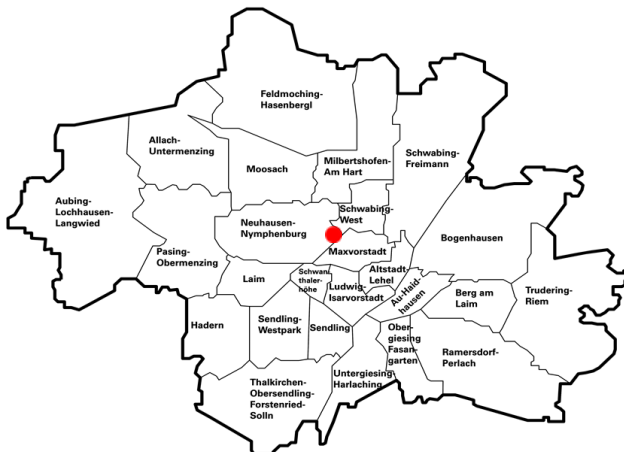 Feldmoching-
Hasenbergl
Allach-
Untermenzing
Moosach
Milbertshofen-
Am Hart
Schwabing-
Freimann
Aubing-
Lochhausen-
Langwied
Neuhausen-
Nymphenburg
Schwabing-
West
Pasing-
Obermenzing
Maxvorstadt
Bogenhausen
Laim
Schwan-
thaler-
höhe
Ludwig-
Isarvorstadt
Altstadt-
Lehel
Au-Haid-
hausen
Berg am
Laim
Trudering-
Riem
Hadern
Sendling-
Westpark
Sendling
Ober-
giesing
Fasan-
garten
Ramersdorf-
Perlach
Untergiesing-
Harlaching
Thalkirchen-
Obersendling-
Forstenried-
Solln